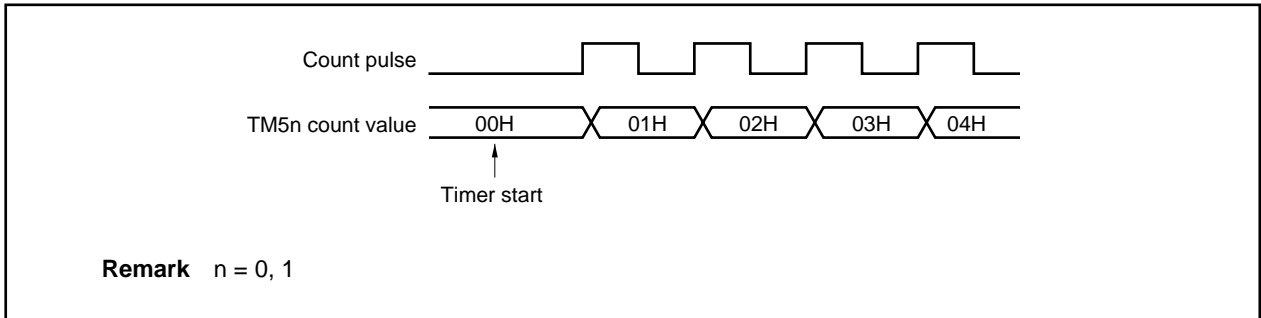 Count pulse
TM5n count value 00H 01H 02H 03H 04H
Timer start
Remark n = 0, 1